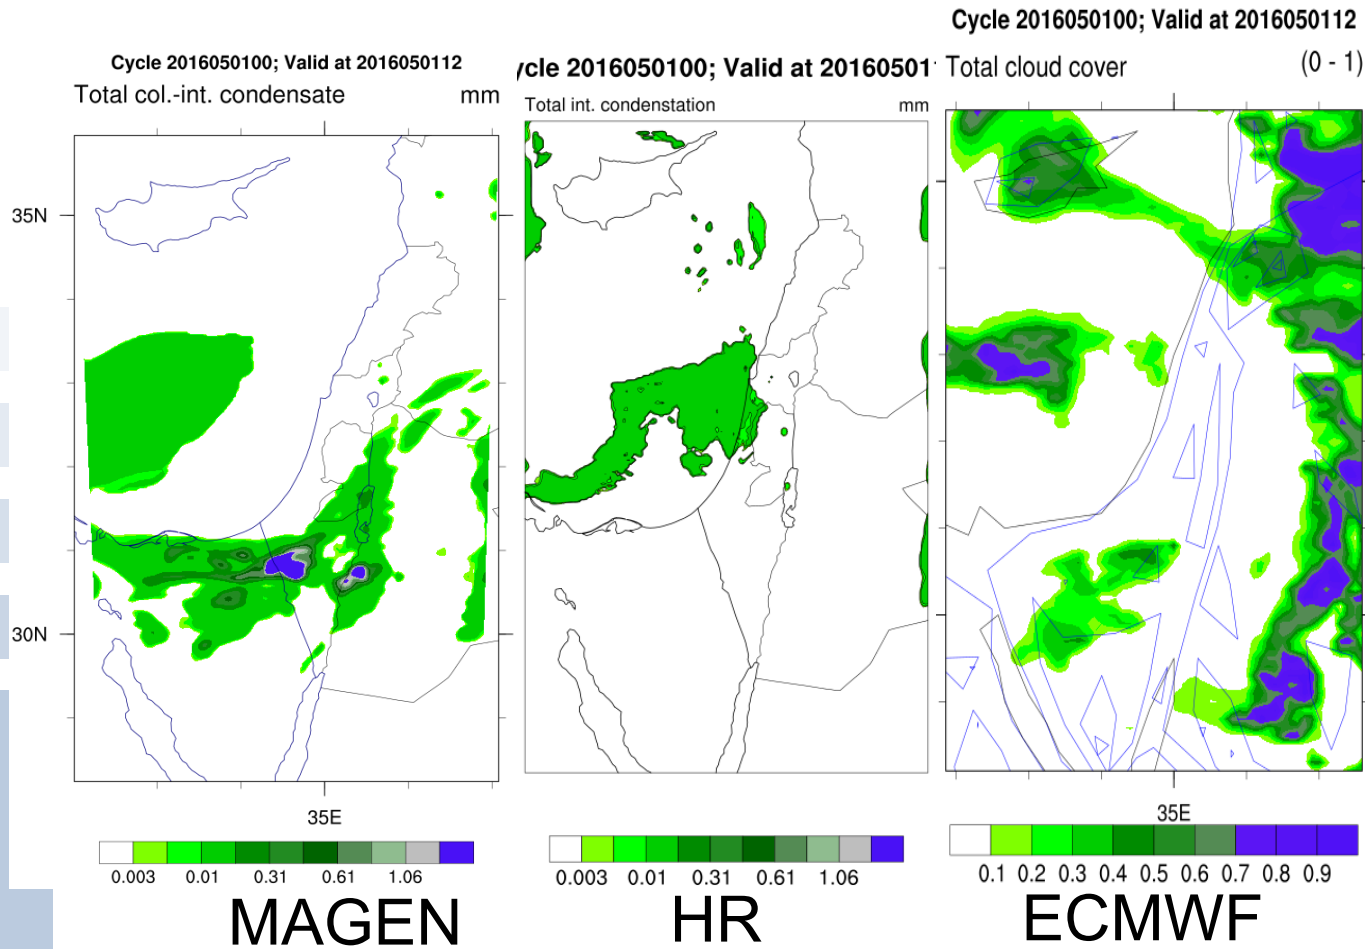 Cycle 2016050100; Valid at 2016050112
Total col.-int. condensate mm
35N
30N
35E
0.003 0.01 0.31 0.61 1.06
MAGEN
ycle 2016050100; Valid at 201605011
Total int. condenstation mm
0.003 0.01 0.31 0.61 1.06
HR
Cycle 2016050100; Valid at 2016050112
Total cloud cover (0 - 1)
35E
0.1 0.2 0.3 0.4 0.5 0.6 0.7 0.8 0.9
ECMWF